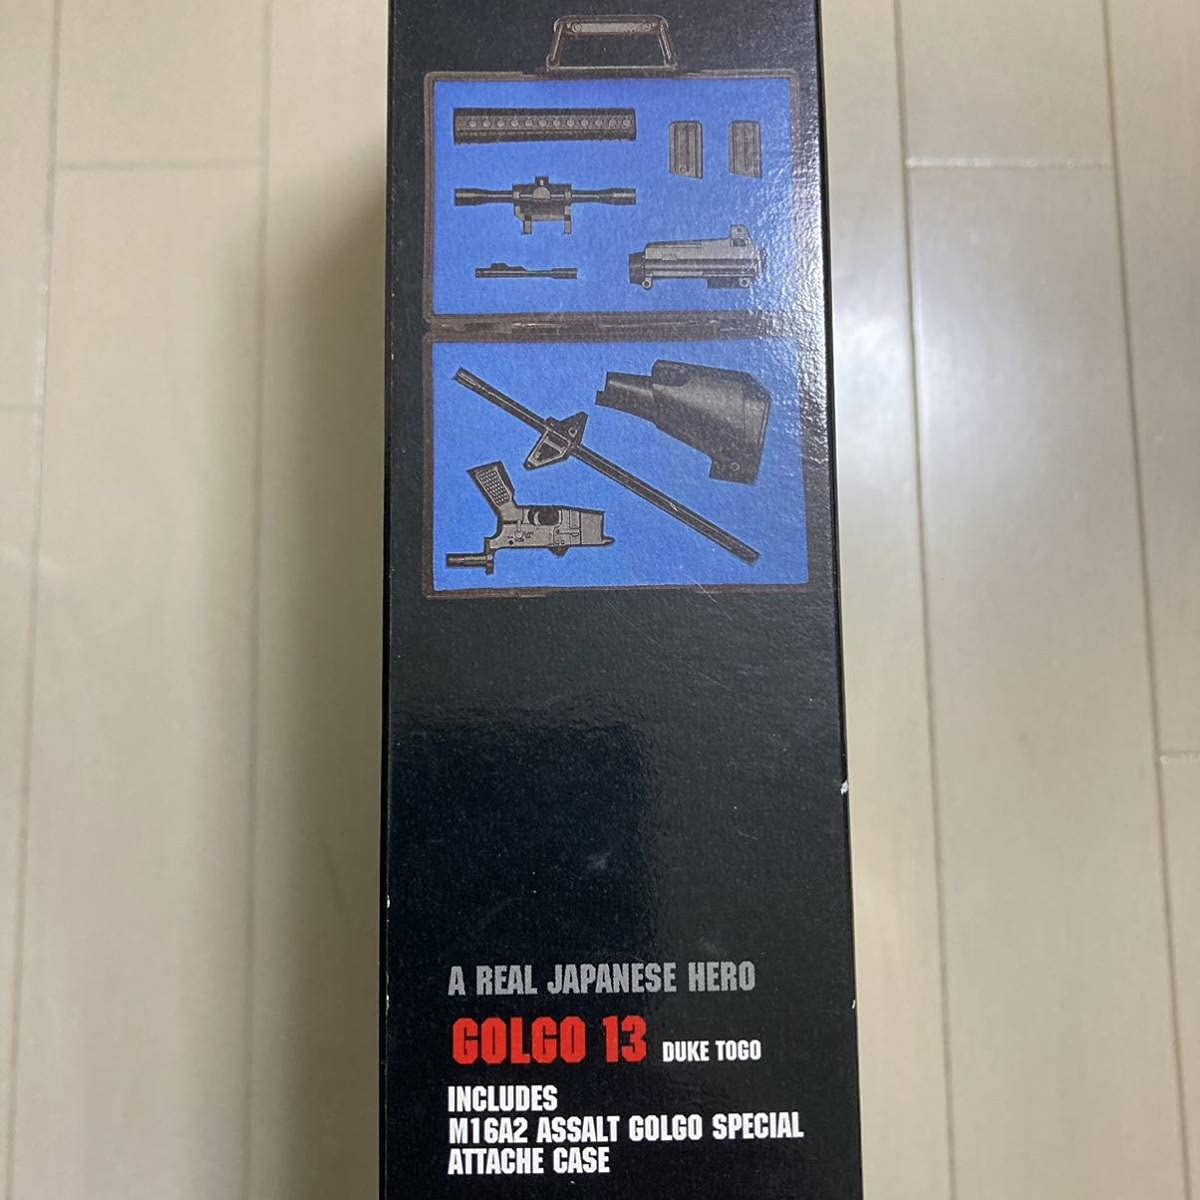 A REAL JAPANESE HERO
GOLGO 13 DUKE TOGO
INCLUDES
M16A2 ASSALT GOLGO SPECIAL
ATTACHE CASE